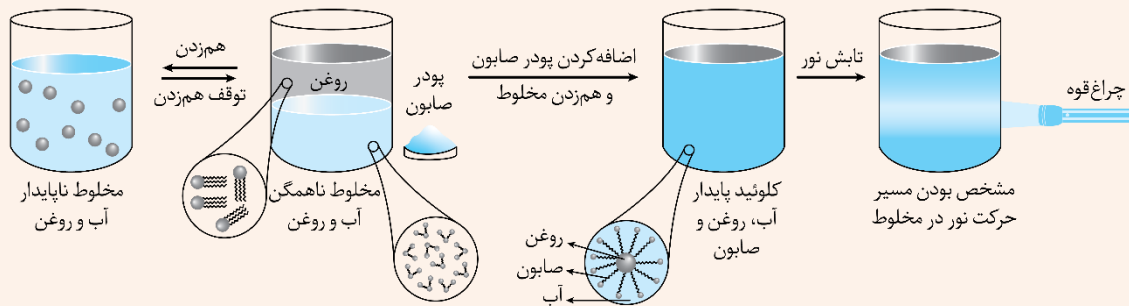 هم‌زدن
توقف هم‌زدن
مخلوط ناپایدار
آب و روغن
روغن
مخلوط ناهمگن
آب و روغن
پودر
صابون
اضافه‌کردن پودر صابون
و هم‌زدن مخلوط
کلوئید پایدار
آب، روغن و
صابون
روغن
صابون
آب
تابش نور
چراغ‌قوه
مشخص بودن مسیر
حرکت نور در مخلوط